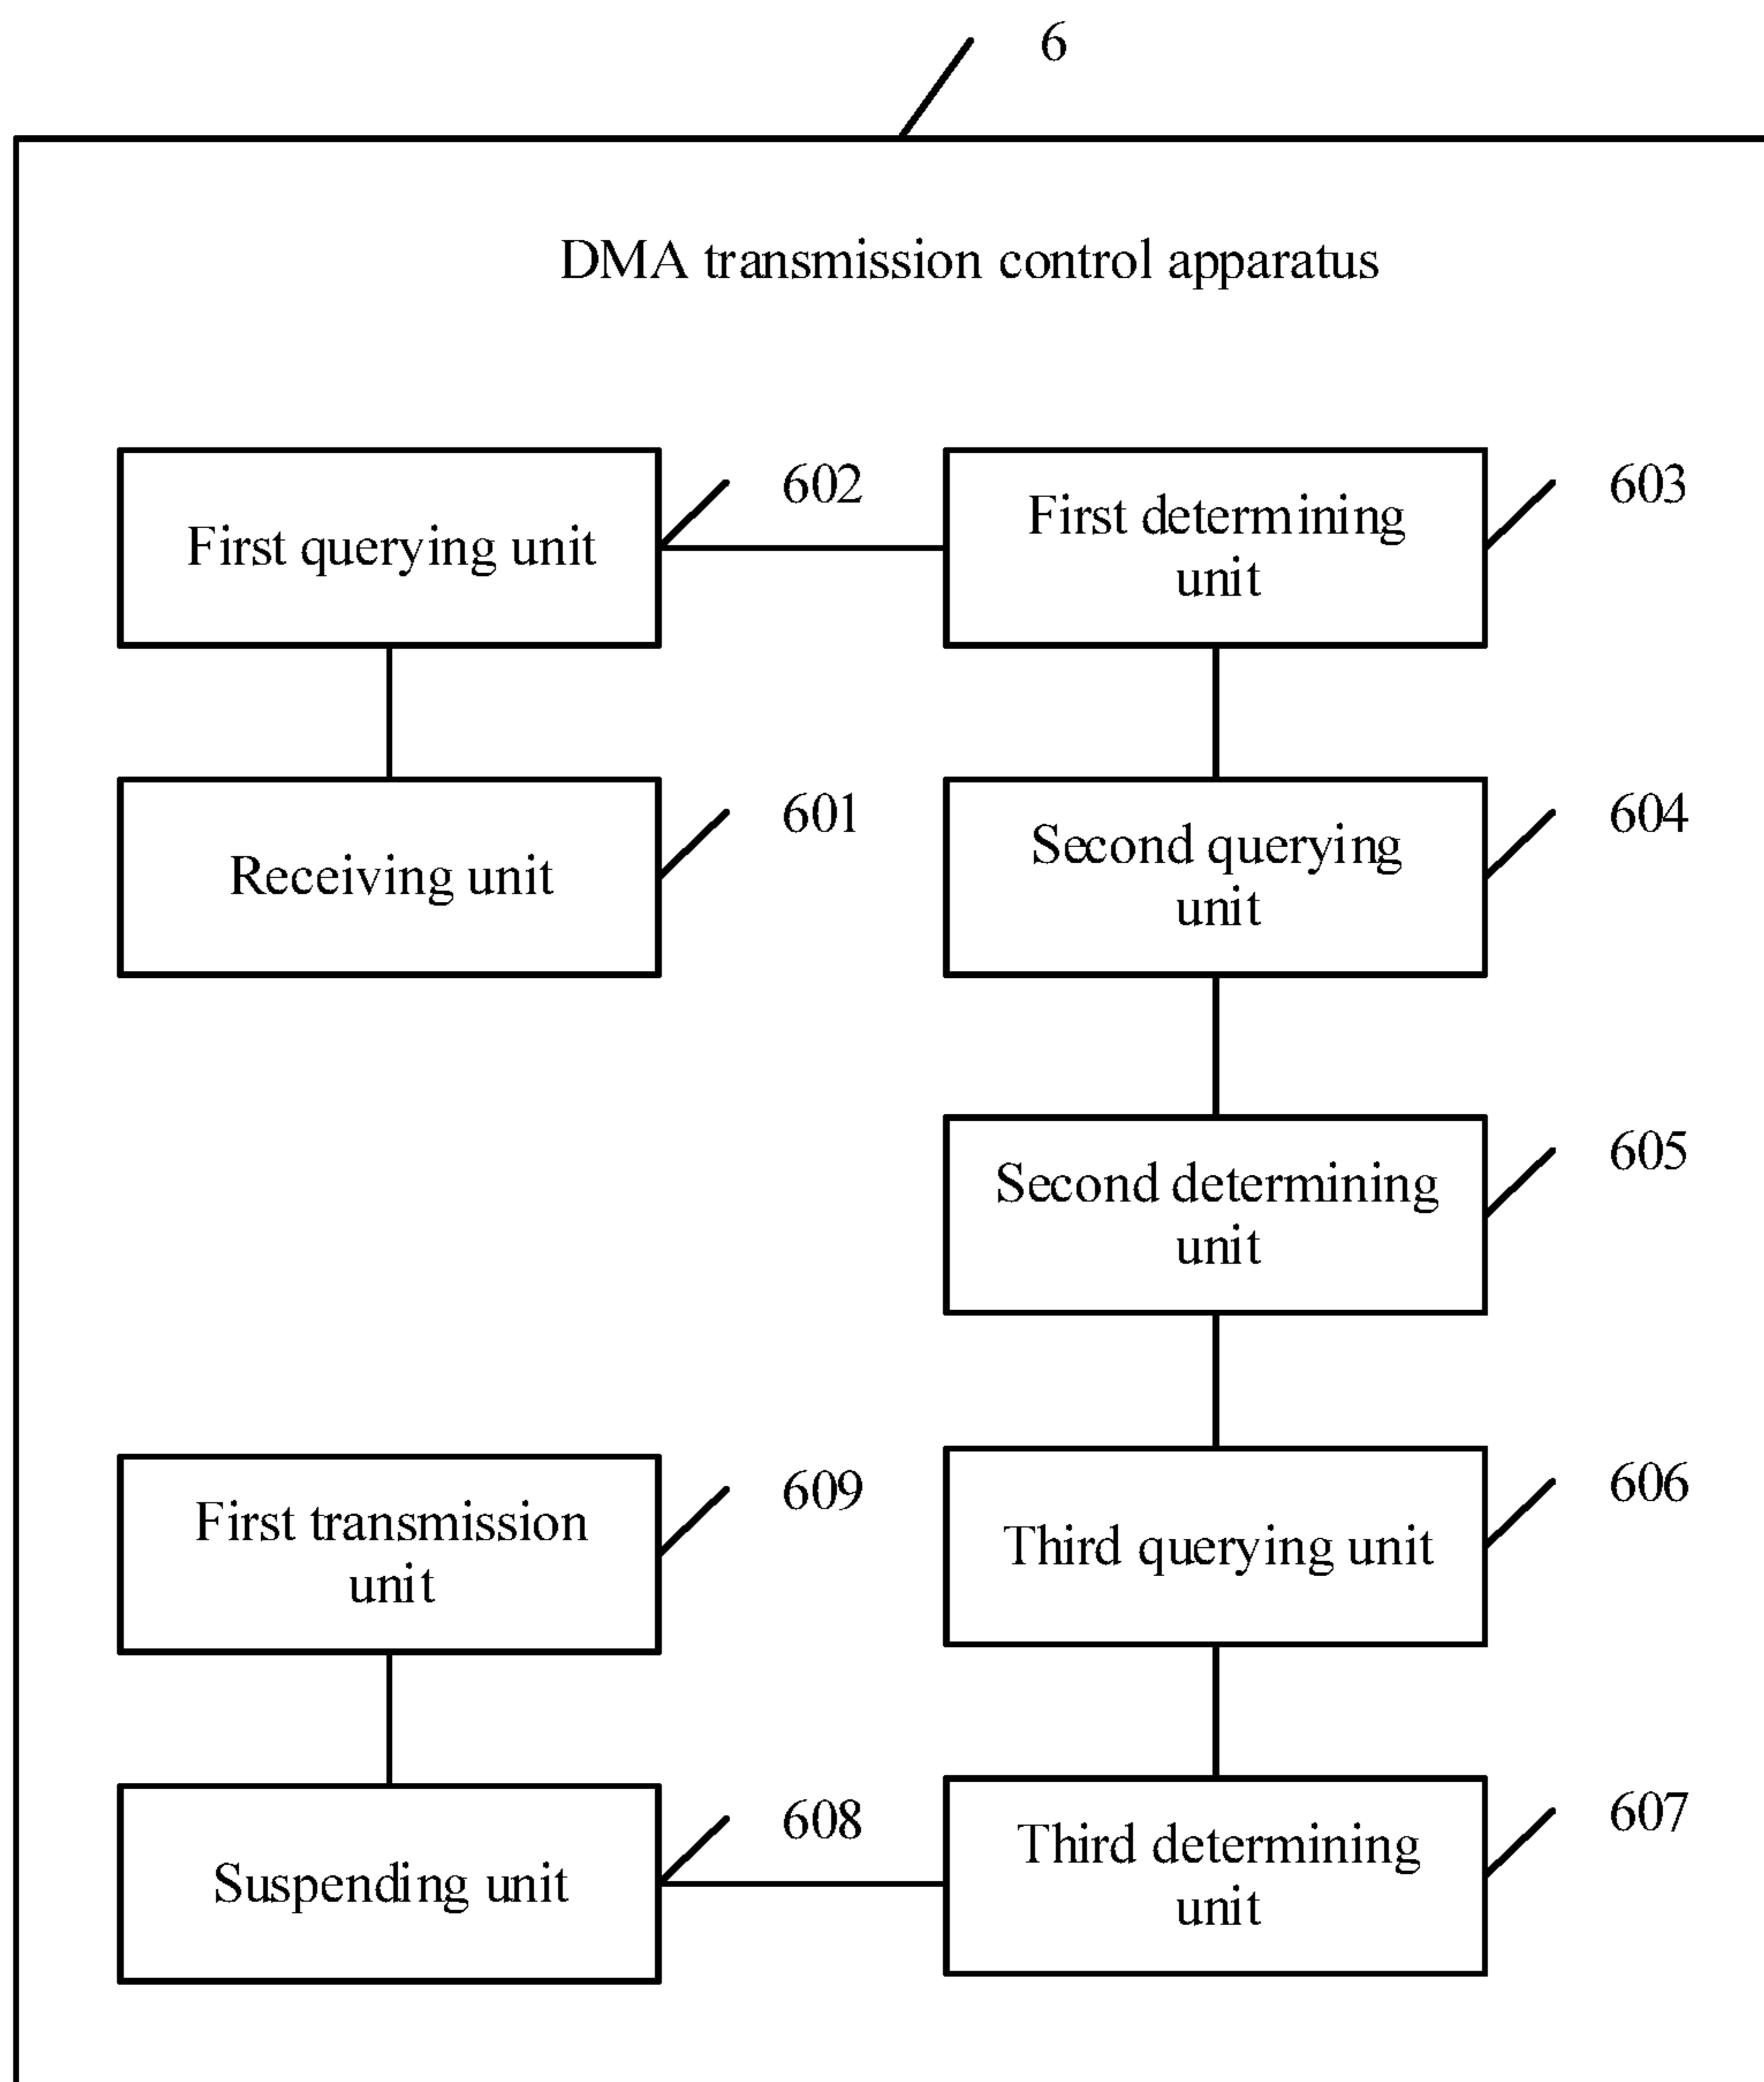 6
DMA transmission control apparatus
First querying unit
602
First determining
unit
603
Receiving unit
601
Second querying
unit
604
Second determining
unit
605
First transmission
unit
609
Third querying unit
606
Suspending unit
608
Third determining
unit
607